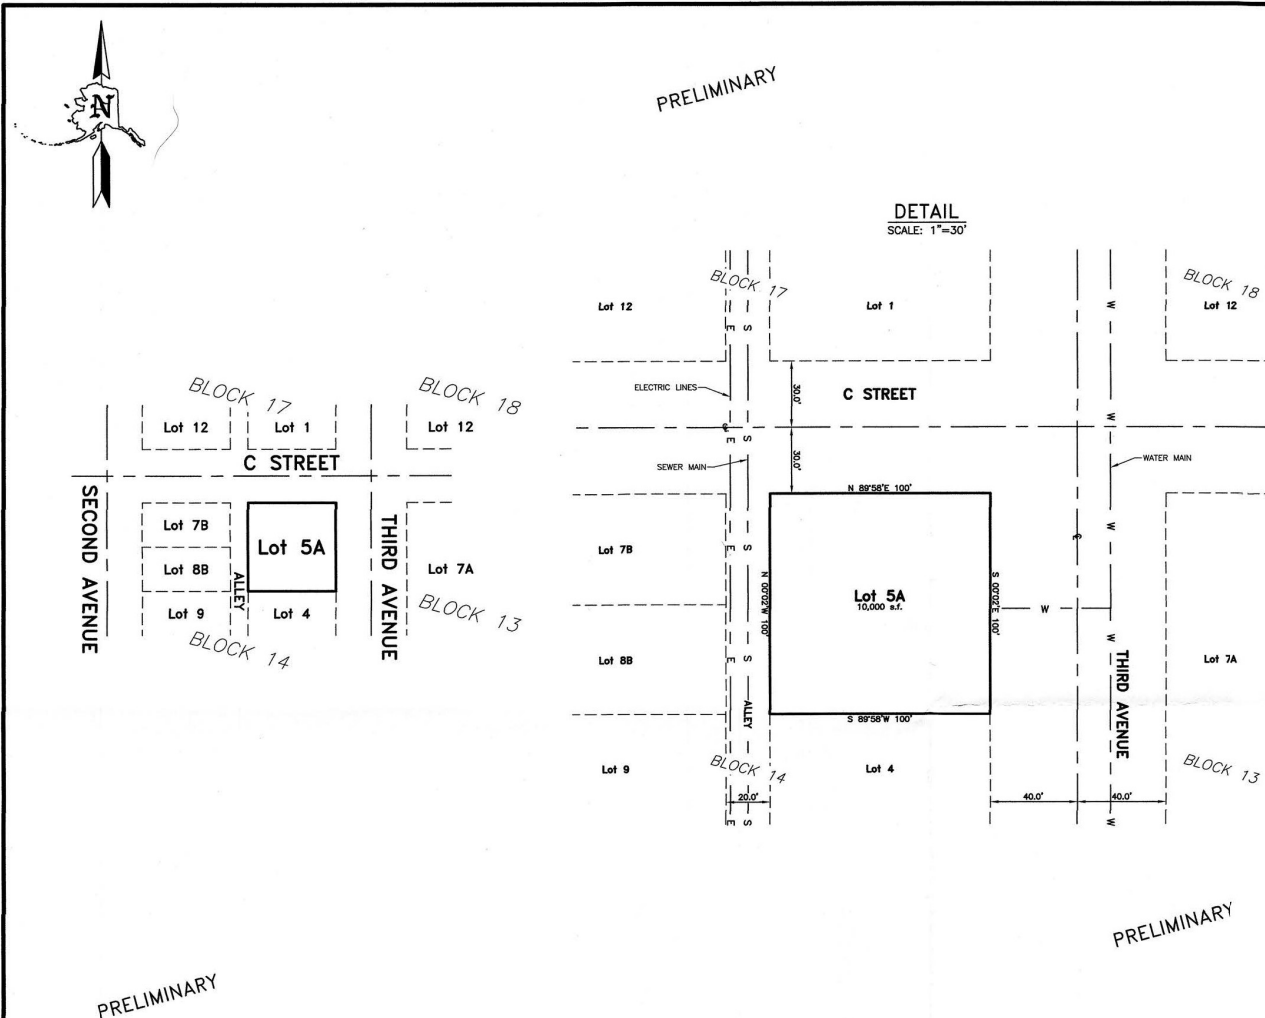 N
PRELIMINARY
DETAIL
SCALE: 1"=30'
BLOCK 17
BLOCK 18
Lot 12
Lot 1
Lot 12
C STREET
SECOND AVENUE
THIRD AVENUE
Lot 7B
Lot 5A
Lot 8B
ALLEY
Lot 7A
Lot 9
Lot 4
BLOCK 13
BLOCK 14
BLOCK 17
BLOCK 18
Lot 12
Lot 1
Lot 12
E
S
W
ELECTRIC LINES
30.0'
C STREET
℄
E
S
W
30.0'
SEWER MAIN
WATER MAIN
N 89°58'E 100'
W
℄
Lot 7B
E
S
N 00°02'W 100'
Lot 5A
10,000 s.f.
S 00°02'E 100'
W
W
Lot 8B
E
S
THIRD AVENUE
Lot 7A
ALLEY
S 89°58'W 100'
Lot 9
BLOCK 14
Lot 4
BLOCK 13
20.0'
40.0'
40.0'
E
S
W
PRELIMINARY
PRELIMINARY